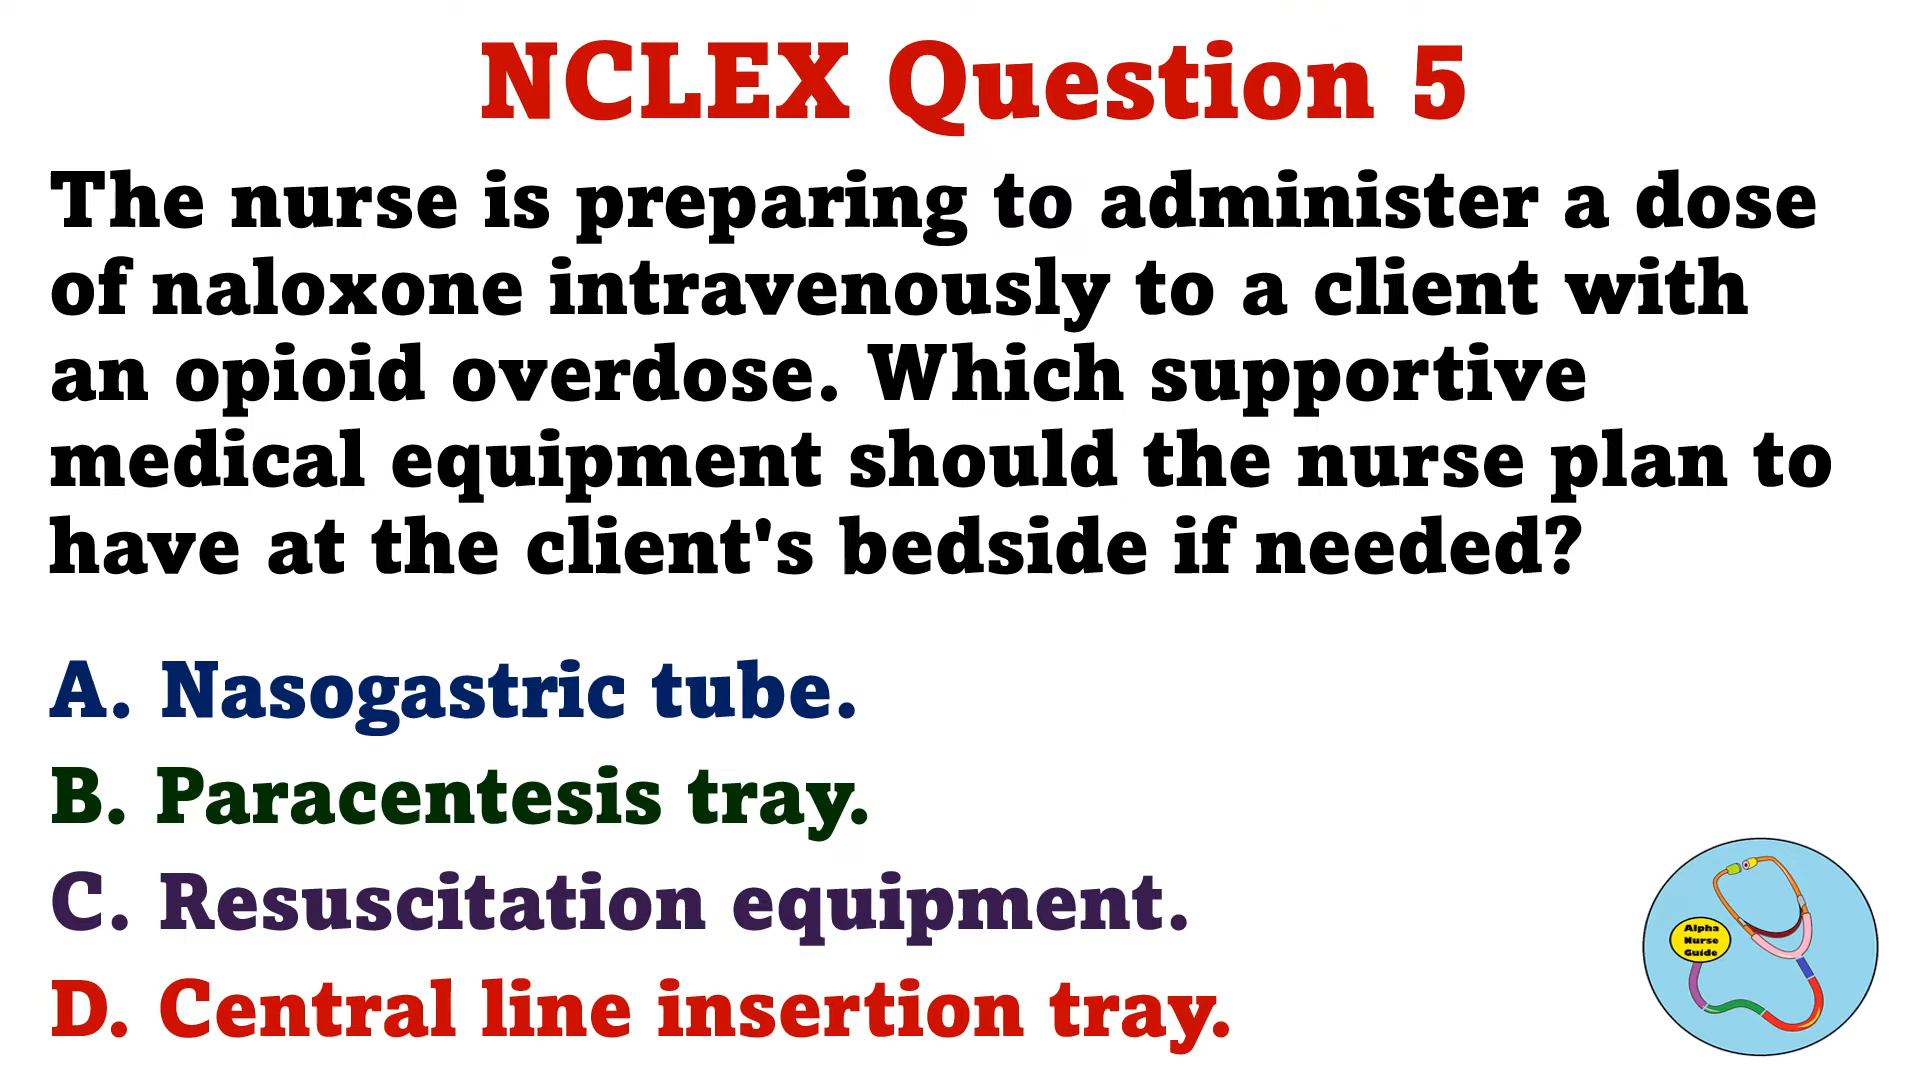 NCLEX Question 5
The nurse is preparing to administer a dose
of naloxone intravenously to a client with
an opioid overdose. Which supportive
medical equipment should the nurse plan to
have at the client's bedside if needed?
A. Nasogastric tube.
B. Paracentesis tray.
C. Resuscitation equipment.
D. Central line insertion tray.
Alpha
Nurse
Guide